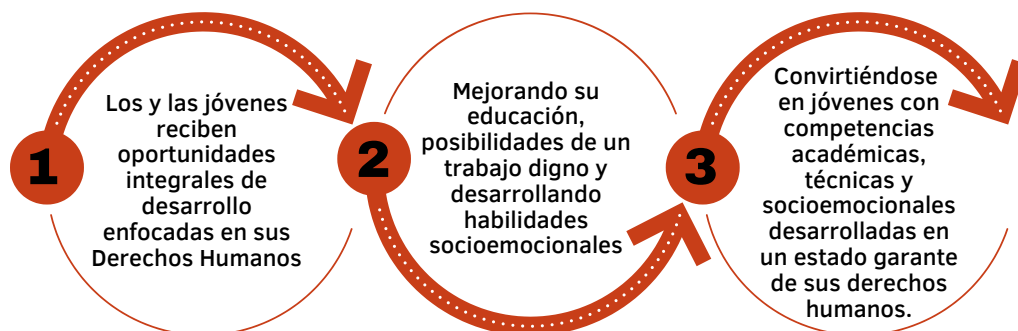 1
Los y las jóvenes
reciben
oportunidades
integrales de
desarrollo
enfocadas en sus
Derechos Humanos
2
Mejorando su
educación,
posibilidades de un
trabajo digno y
desarrollando
habilidades
socioemocionales
3
Convirtiéndose
en jóvenes con
competencias
académicas,
técnicas y
socioemocionales
desarrolladas en
un estado garante
de sus derechos
humanos.